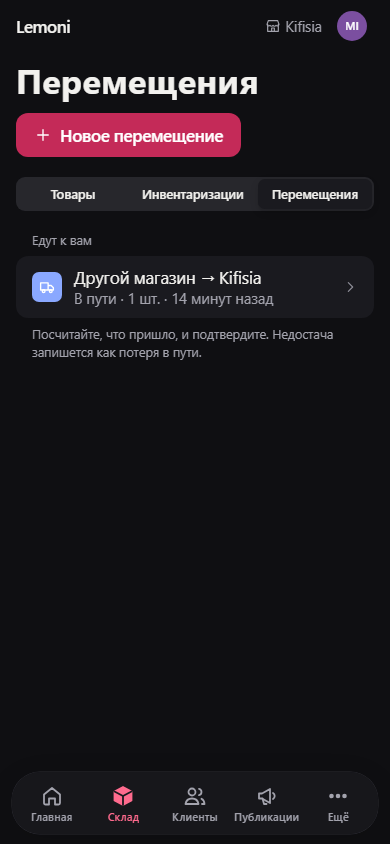 Lemoni
Kifisia
MI
Перемещения
+ Новое перемещение
Товары
Инвентаризации
Перемещения
Едут к вам
Другой магазин → Kifisia
В пути · 1 шт. · 14 минут назад
Посчитайте, что пришло, и подтвердите. Недостача
запишется как потеря в пути.
Главная
Склад
Клиенты
Публикации
Ещё